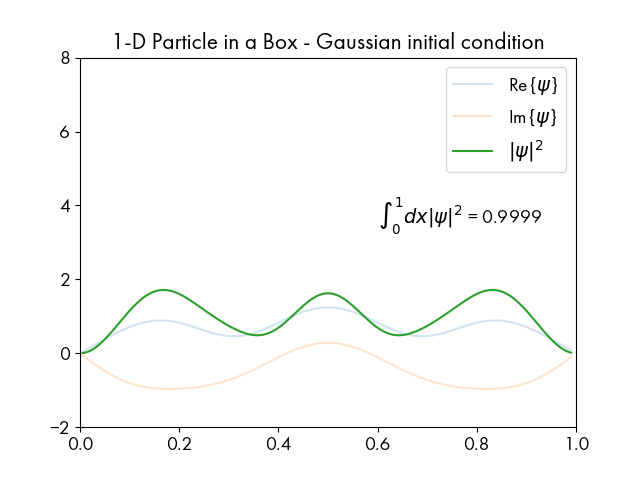 1-D Particle in a Box - Gaussian initial condition
8
6
4
2
0
−2
0.0 0.2 0.4 0.6 0.8 1.0
Re{ψ}
Im{ψ}
|ψ|²
∫₀¹dx|ψ|² = 0.9999